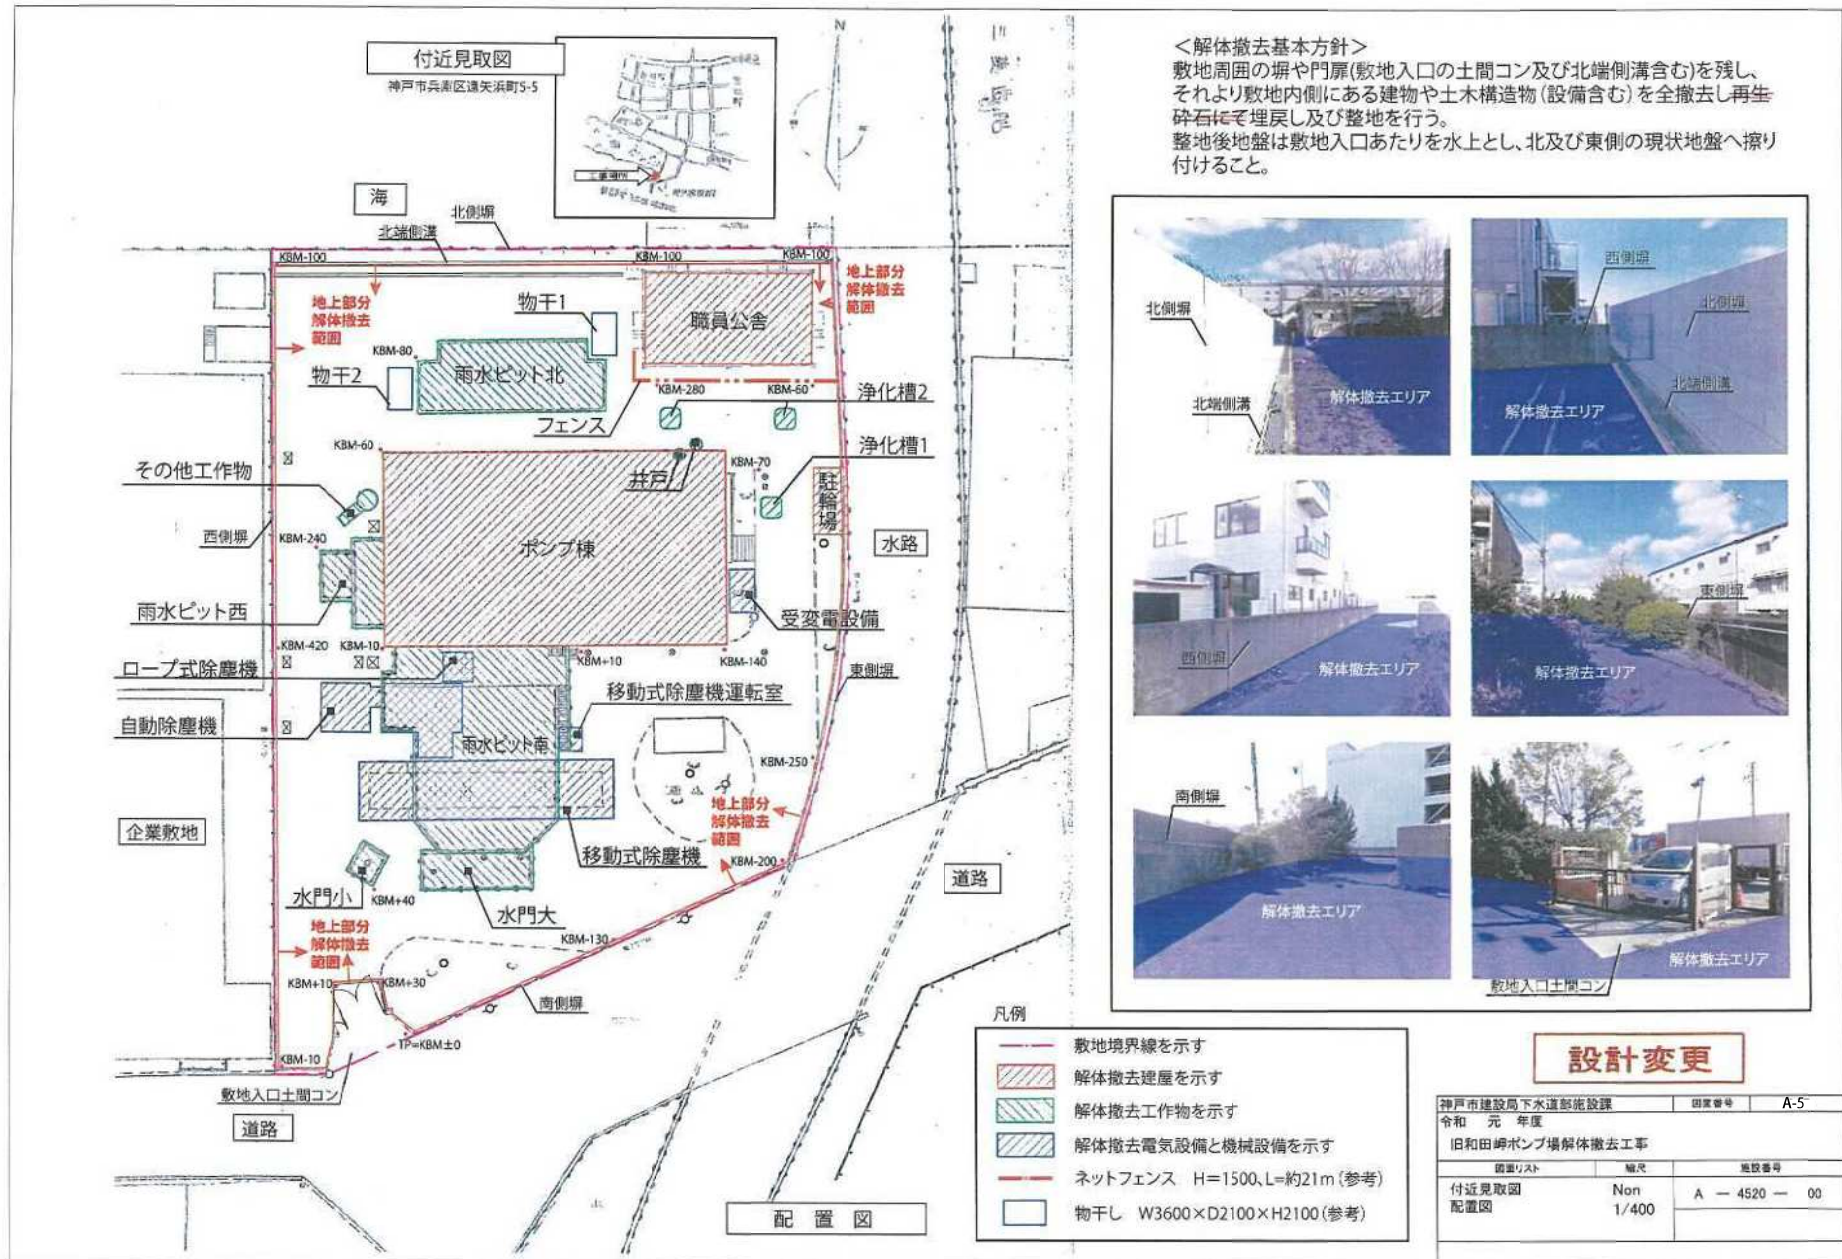 付近見取図
神戸市兵庫区遠矢浜町5-5
工事場所
N
三菱
<解体撤去基本方針>
敷地周囲の塀や門扉(敷地入口の土間コン及び北端側溝含む)を残し、
それより敷地内側にある建物や土木構造物(設備含む)を全撤去し再生
砕石にて埋戻し及び整地を行う。
整地後地盤は敷地入口あたりを水上とし、北及び東側の現状地盤へ擦り
付けること。
海
北側塀
北端側溝
KBM-100
KBM-100
KBM-100
地上部分
解体撤去
範囲
地上部分
解体撤去
範囲
物干1
職員公舎
KBM-80
物干2
雨水ピット北
KBM-280
KBM-60
浄化槽2
フェンス
KBM-60
浄化槽1
その他工作物
井戸
KBM-70
駐輪場
西側塀
KBM-240
ポンプ棟
水路
雨水ピット西
受変電設備
KBM-420
KBM-10
KBM+10
KBM-140
ロープ式除塵機
東側塀
移動式除塵機運転室
自動除塵機
雨水ピット南
KBM-250
地上部分
解体撤去
範囲
企業敷地
移動式除塵機
KBM-200
道路
水門小
KBM+40
水門大
地上部分
解体撤去
範囲
KBM-130
KBM+10
KBM+30
南側塀
TP=KBM±0
KBM-10
敷地入口土間コン
道路
配置図
北側塀
北端側溝
解体撤去エリア
西側塀
北側塀
北端側溝
解体撤去エリア
西側塀
解体撤去エリア
東側塀
解体撤去エリア
南側塀
解体撤去エリア
解体撤去エリア
敷地入口土間コン
凡例
敷地境界線を示す
解体撤去建屋を示す
解体撤去工作物を示す
解体撤去電気設備と機械設備を示す
ネットフェンス H=1500、L=約21m(参考)
物干し W3600×D2100×H2100(参考)
設計変更
神戸市建設局下水道部施設課
図面番号
A-5
令和 元 年度
旧和田岬ポンプ場解体撤去工事
図面リスト
縮尺
施設番号
付近見取図
Non
A — 4520 — 00
配置図
1/400